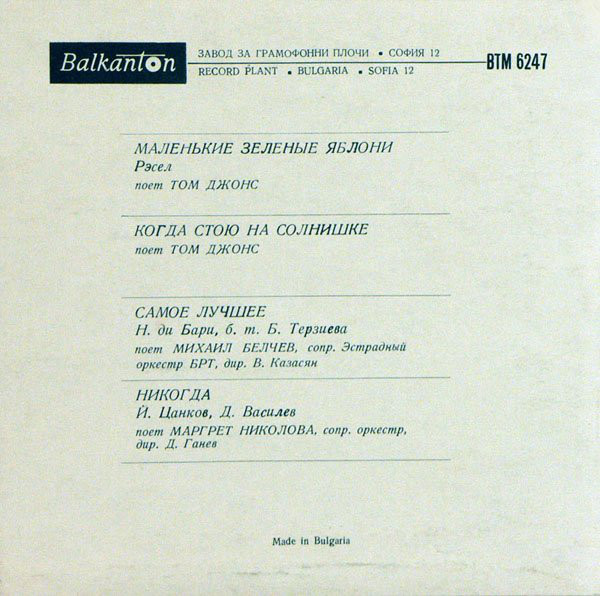 Balkanton
ЗАВОД ЗА ГРАМОФОННИ ПЛОЧИ • СОФИЯ 12
RECORD PLANT • BULGARIA • SOFIA 12
ВТМ 6247
МАЛЕНЬКИЕ ЗЕЛЕНЫЕ ЯБЛОНИ
Рэсел
поет ТОМ ДЖОНС
КОГДА СТОЮ НА СОЛНИШКЕ
поет ТОМ ДЖОНС
САМОЕ ЛУЧШЕЕ
Н. ди Бари, б. т. Б. Терзиева
поет МИХАИЛ БЕЛЧЕВ, сопр. Эстрадный
оркестр БРТ, дир. В. Казасян
НИКОГДА
Й. Цанков, Д. Василев
поет МАРГРЕТ НИКОЛОВА, сопр. оркестр,
дир. Д. Ганев
Made in Bulgaria